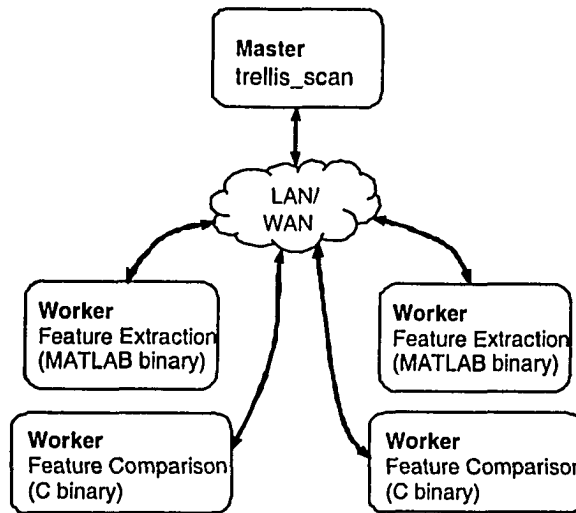 Master
trellis_scan
LAN/
WAN
Worker
Feature Extraction
(MATLAB binary)
Worker
Feature Extraction
(MATLAB binary)
Worker
Feature Comparison
(C binary)
Worker
Feature Comparison
(C binary)